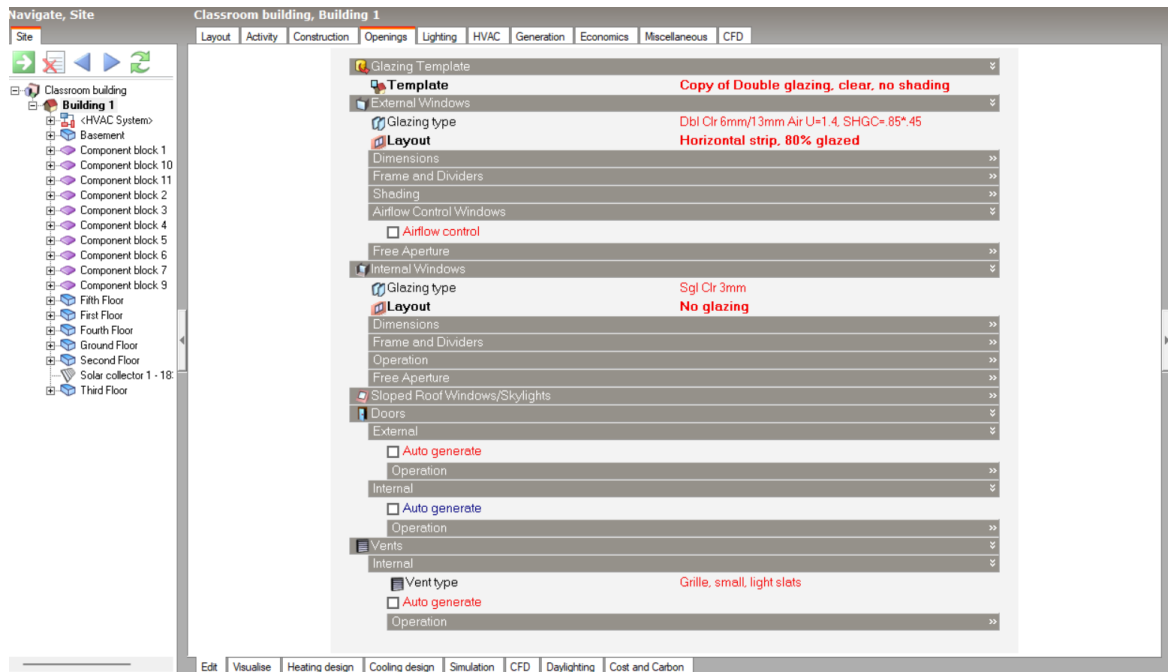 Navigate, Site
Site
Classroom building
Building 1
<HVAC System>
Basement
Component block 1
Component block 10
Component block 11
Component block 2
Component block 3
Component block 4
Component block 5
Component block 6
Component block 7
Component block 9
Fifth Floor
First Floor
Fourth Floor
Ground Floor
Second Floor
Solar collector 1 - 18
Third Floor
Classroom building, Building 1
Layout Activity Construction Openings Lighting HVAC Generation Economics Miscellaneous CFD
Glazing Template
Template Copy of Double glazing, clear, no shading
External Windows
Glazing type Dbl Clr 6mm/13mm Air U=1.4, SHGC=.85*.45
Layout Horizontal strip, 80% glazed
Dimensions
Frame and Dividers
Shading
Airflow Control Windows
Airflow control
Free Aperture
Internal Windows
Glazing type Sgl Clr 3mm
Layout No glazing
Dimensions
Frame and Dividers
Operation
Free Aperture
Sloped Roof Windows/Skylights
Doors
External
Auto generate
Operation
Internal
Auto generate
Operation
Vents
Internal
Vent type Grille, small, light slats
Auto generate
Operation
Edit Visualise Heating design Cooling design Simulation CFD Daylighting Cost and Carbon